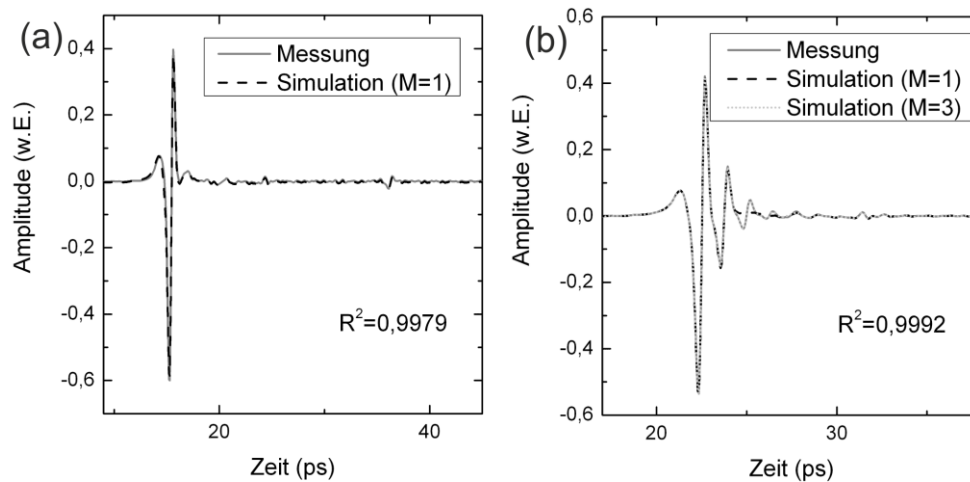 (a)
Messung
Simulation (M=1)
0,4
0,2
0,0
-0,2
-0,4
-0,6
Amplitude (w.E.)
R²=0,9979
20
40
Zeit (ps)
(b)
Messung
Simulation (M=1)
Simulation (M=3)
0,6
0,4
0,2
0,0
-0,2
-0,4
-0,6
Amplitude (w.E.)
R²=0,9992
20
30
Zeit (ps)